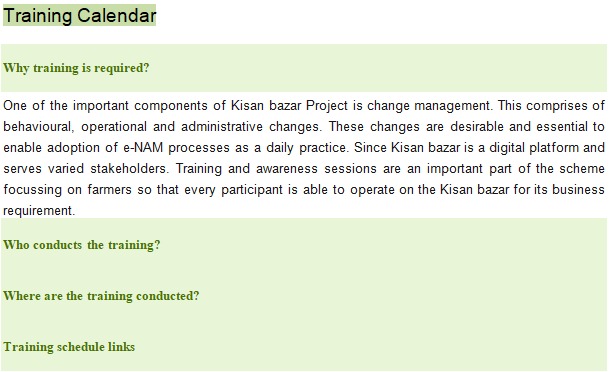 Training Calendar
Why training is required?
One of the important components of Kisan bazar Project is change management. This comprises of
behavioural, operational and administrative changes. These changes are desirable and essential to
enable adoption of e-NAM processes as a daily practice. Since Kisan bazar is a digital platform and
serves varied stakeholders. Training and awareness sessions are an important part of the scheme
focussing on farmers so that every participant is able to operate on the Kisan bazar for its business
requirement.
Who conducts the training?
Where are the training conducted?
Training schedule links